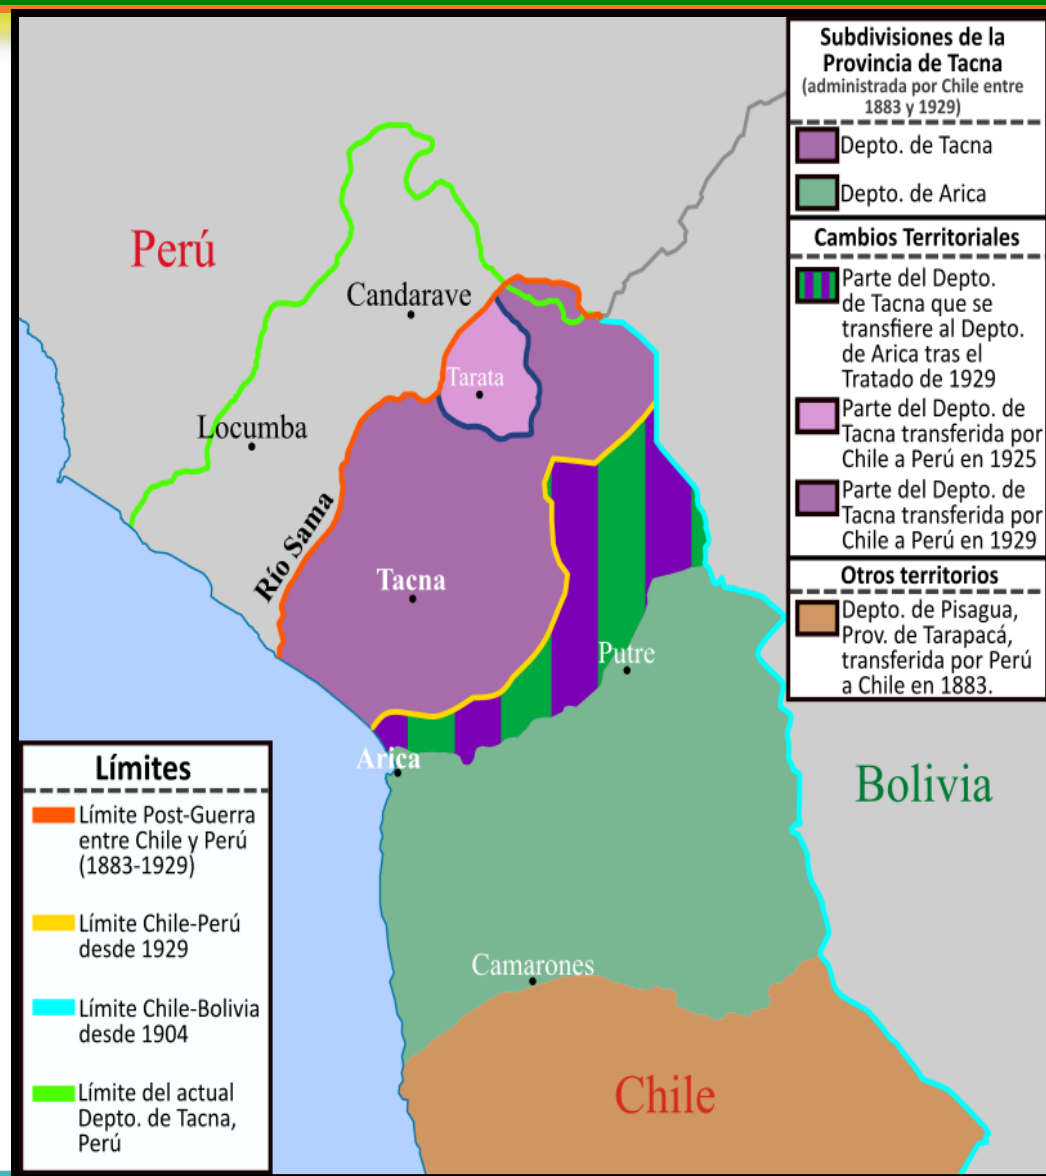 Subdivisiones de la
Provincia de Tacna
(administrada por Chile entre
1883 y 1929)
Depto. de Tacna
Depto. de Arica
Cambios Territoriales
Parte del Depto.
de Tacna que se
transfiere al Depto.
de Arica tras el
Tratado de 1929
Parte del Depto. de
Tacna transferida por
Chile a Perú en 1925
Parte del Depto. de
Tacna transferida por
Chile a Perú en 1929
Otros territorios
Depto. de Pisagua,
Prov. de Tarapacá,
transferida por Perú
a Chile en 1883.
Perú
Candarave
Tarata
Locumba
Río Sama
Tacna
Putre
Arica
Bolivia
Camarones
Chile
Límites
Límite Post-Guerra
entre Chile y Perú
(1883-1929)
Límite Chile-Perú
desde 1929
Límite Chile-Bolivia
desde 1904
Límite del actual
Depto. de Tacna,
Perú